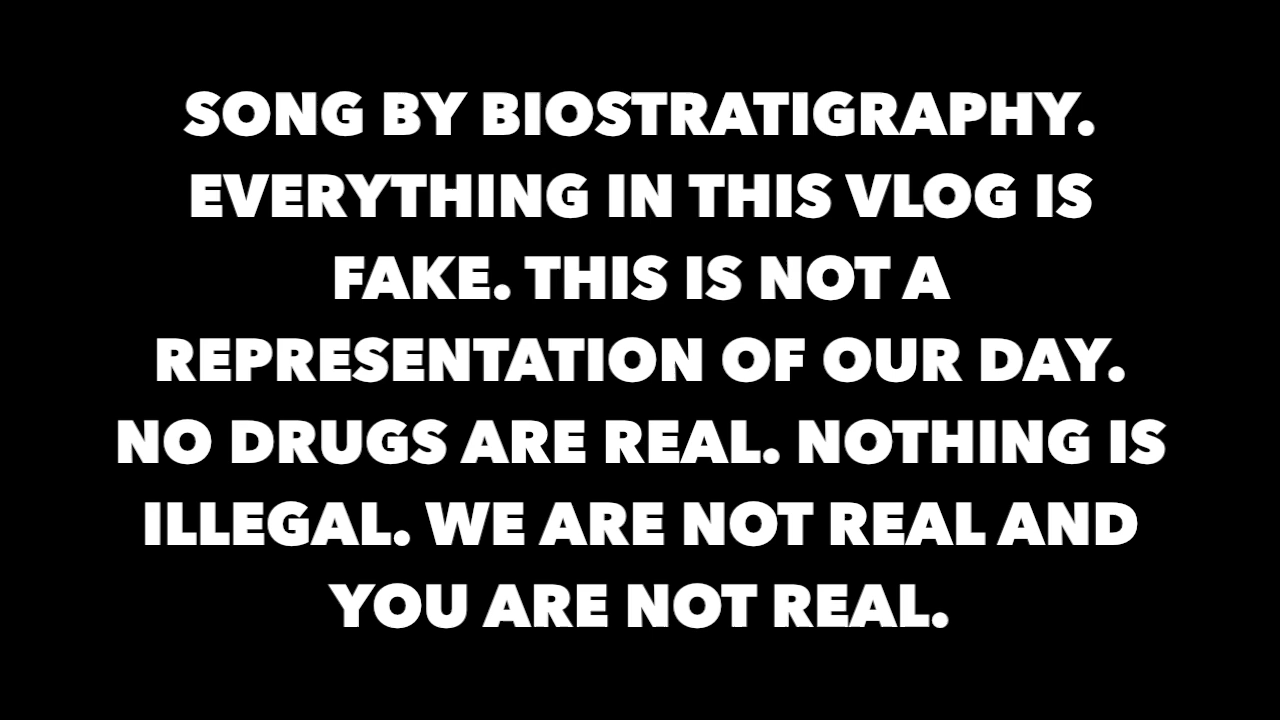 SONG BY BIOSTRATIGRAPHY.
EVERYTHING IN THIS VLOG IS
FAKE. THIS IS NOT A
REPRESENTATION OF OUR DAY.
NO DRUGS ARE REAL. NOTHING IS
ILLEGAL. WE ARE NOT REAL AND
YOU ARE NOT REAL.